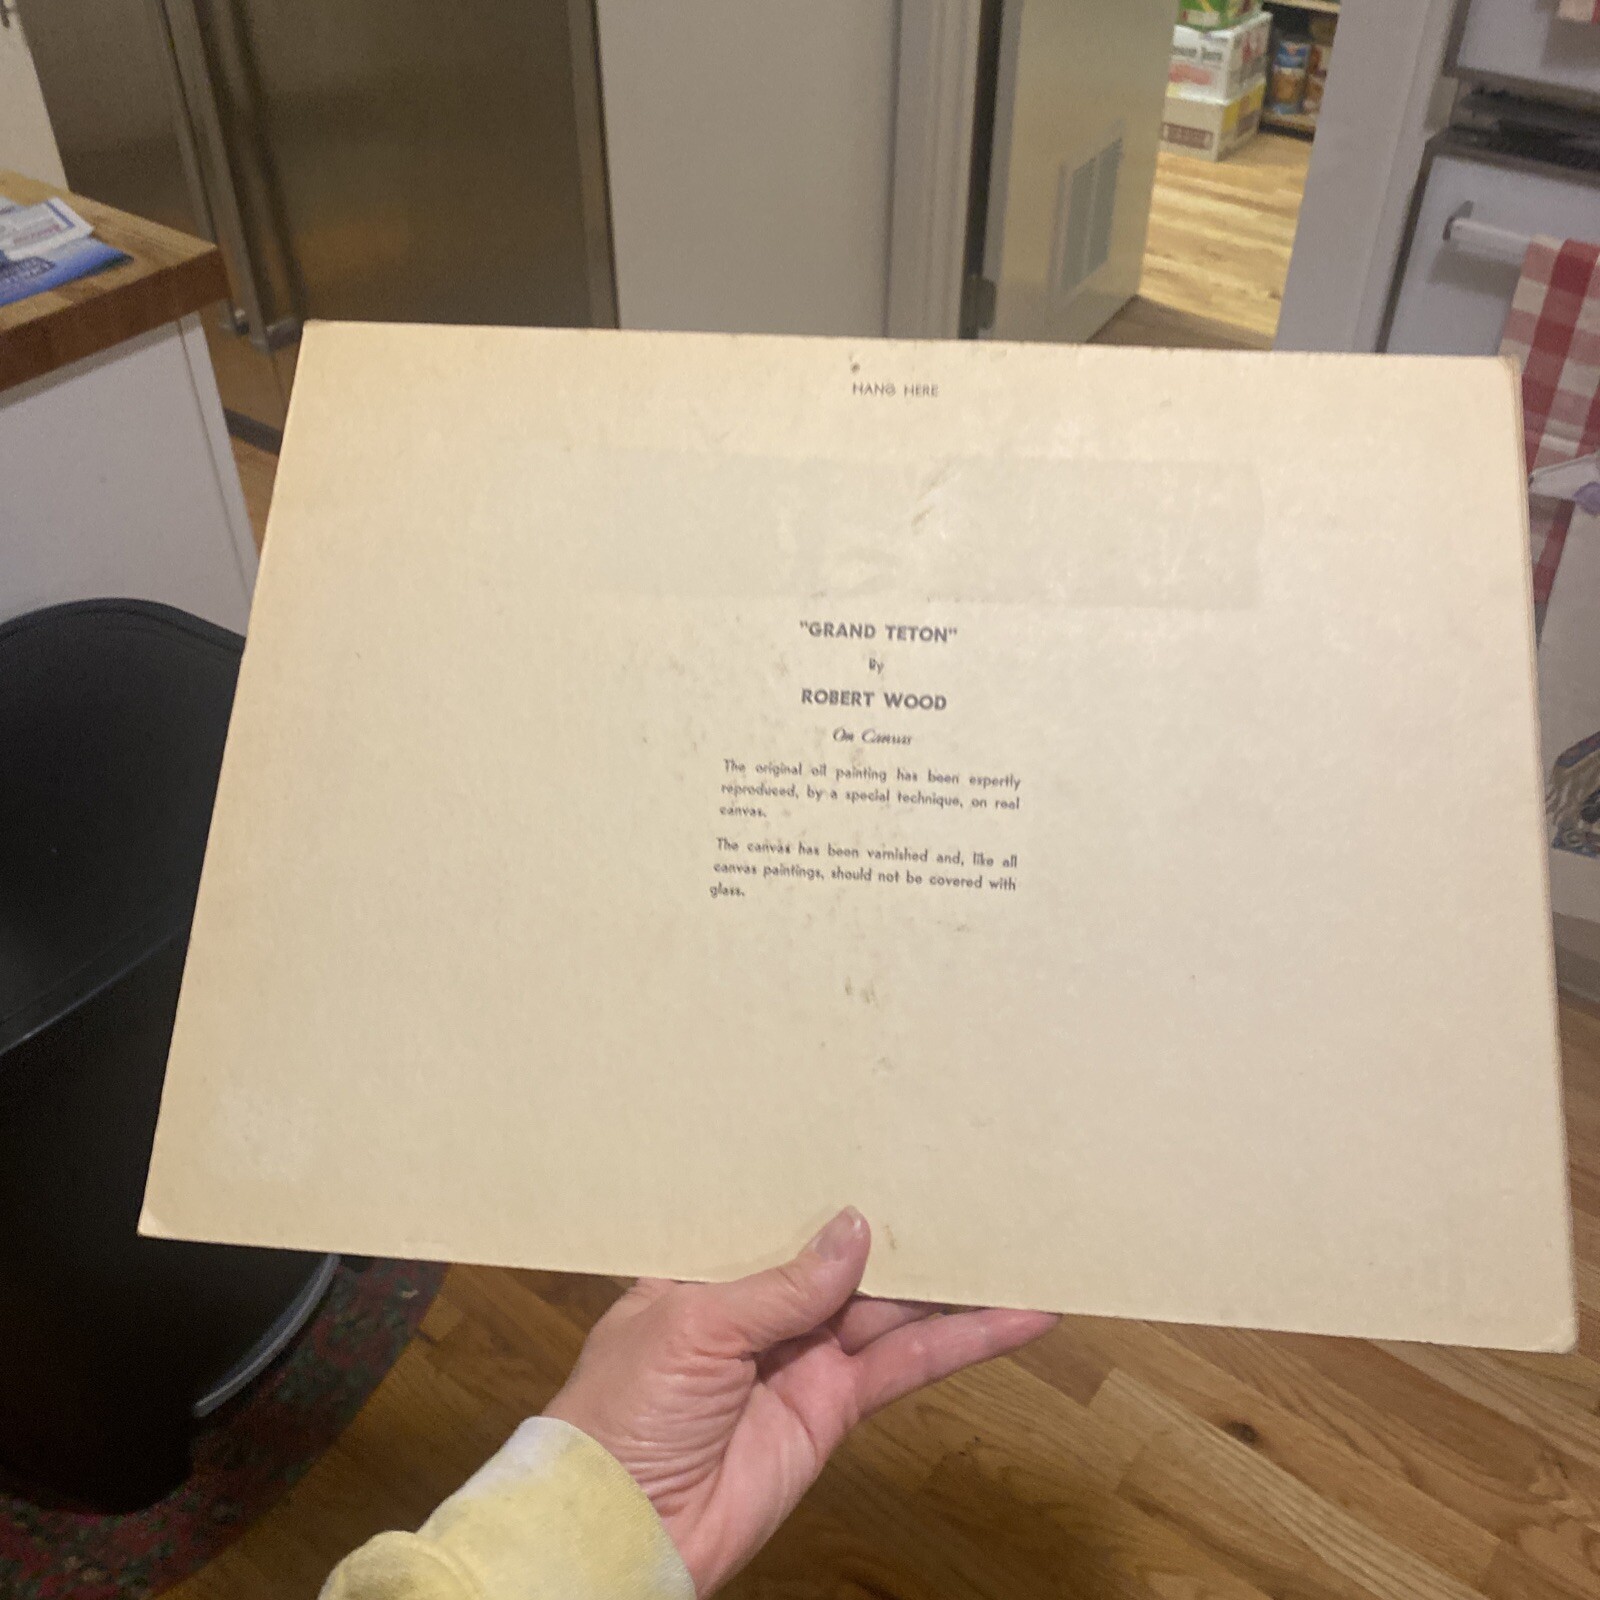 HANG HERE
"GRAND TETON"
By
ROBERT WOOD
On Canvas
The original oil painting has been expertly
reproduced, by a special technique, on real
canvas.
The canvas has been varnished and, like all
canvas paintings, should not be covered with
glass.